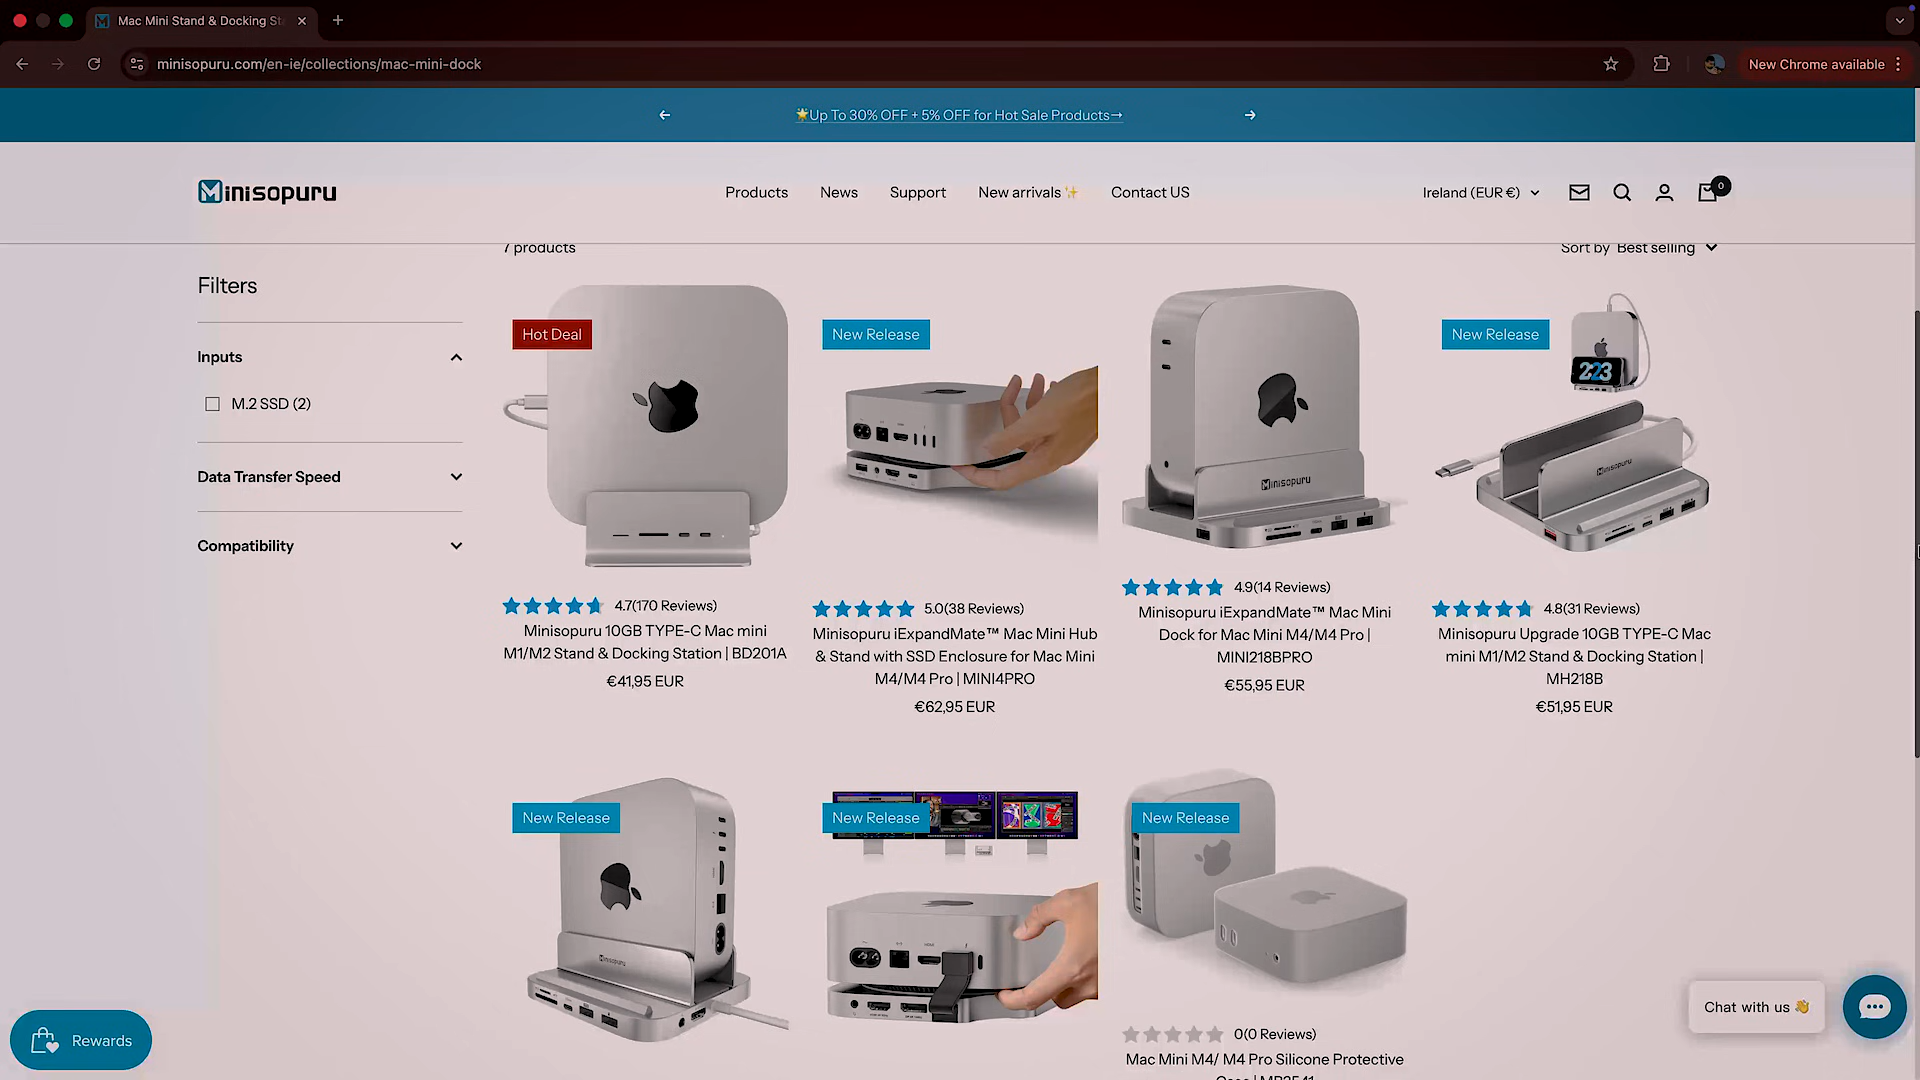 Mac Mini Stand & Docking St
minisopuru.com/en-ie/collections/mac-mini-dock
New Chrome available
🌟Up To 30% OFF + 5% OFF for Hot Sale Products→
Minisopuru
Products
News
Support
New arrivals✨
Contact US
Ireland (EUR €)
0
7 products
Sort by Best selling
Filters
Inputs
M.2 SSD (2)
Data Transfer Speed
Compatibility
Hot Deal
New Release
New Release
2:23
Minisopuru
Minisopuru
4.7(170 Reviews)
Minisopuru 10GB TYPE-C Mac mini
M1/M2 Stand & Docking Station | BD201A
€41,95 EUR
5.0(38 Reviews)
Minisopuru iExpandMate™ Mac Mini Hub
& Stand with SSD Enclosure for Mac Mini
M4/M4 Pro | MINI4PRO
€62,95 EUR
4.9(14 Reviews)
Minisopuru iExpandMate™ Mac Mini
Dock for Mac Mini M4/M4 Pro |
MINI218BPRO
€55,95 EUR
4.8(31 Reviews)
Minisopuru Upgrade 10GB TYPE-C Mac
mini M1/M2 Stand & Docking Station |
MH218B
€51,95 EUR
New Release
New Release
New Release
Minisopuru
0(0 Reviews)
Mac Mini M4/ M4 Pro Silicone Protective
Chat with us 👋
Rewards